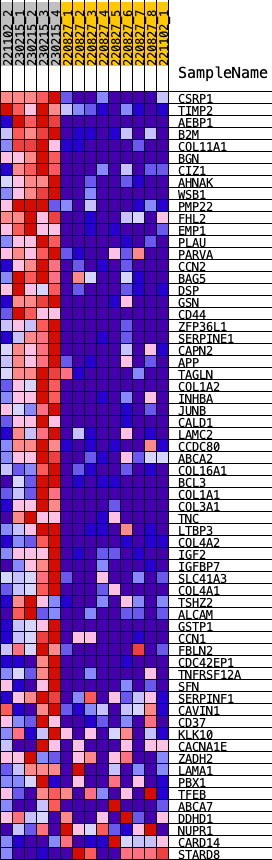 221102_2
230215_1
230215_2
230215_3
230215_4
220827_1
220827_2
220827_3
220827_4
220827_5
220827_6
220827_7
220827_8
221102_1
SampleName
CSRP1
TIMP2
AEBP1
B2M
COL11A1
BGN
CIZ1
AHNAK
WSB1
PMP22
FHL2
EMP1
PLAU
PARVA
CCN2
BAG5
DSP
GSN
CD44
ZFP36L1
SERPINE1
CAPN2
APP
TAGLN
COL1A2
INHBA
JUNB
CALD1
LAMC2
CCDC80
ABCA2
COL16A1
BCL3
COL1A1
COL3A1
TNC
LTBP3
COL4A2
IGF2
IGFBP7
SLC41A3
COL4A1
TSHZ2
ALCAM
GSTP1
CCN1
FBLN2
CDC42EP1
TNFRSF12A
SFN
SERPINF1
CAVIN1
CD37
KLK10
CACNA1E
ZADH2
LAMA1
PBX1
TFEB
ABCA7
DDHD1
NUPR1
CARD14
STARD8